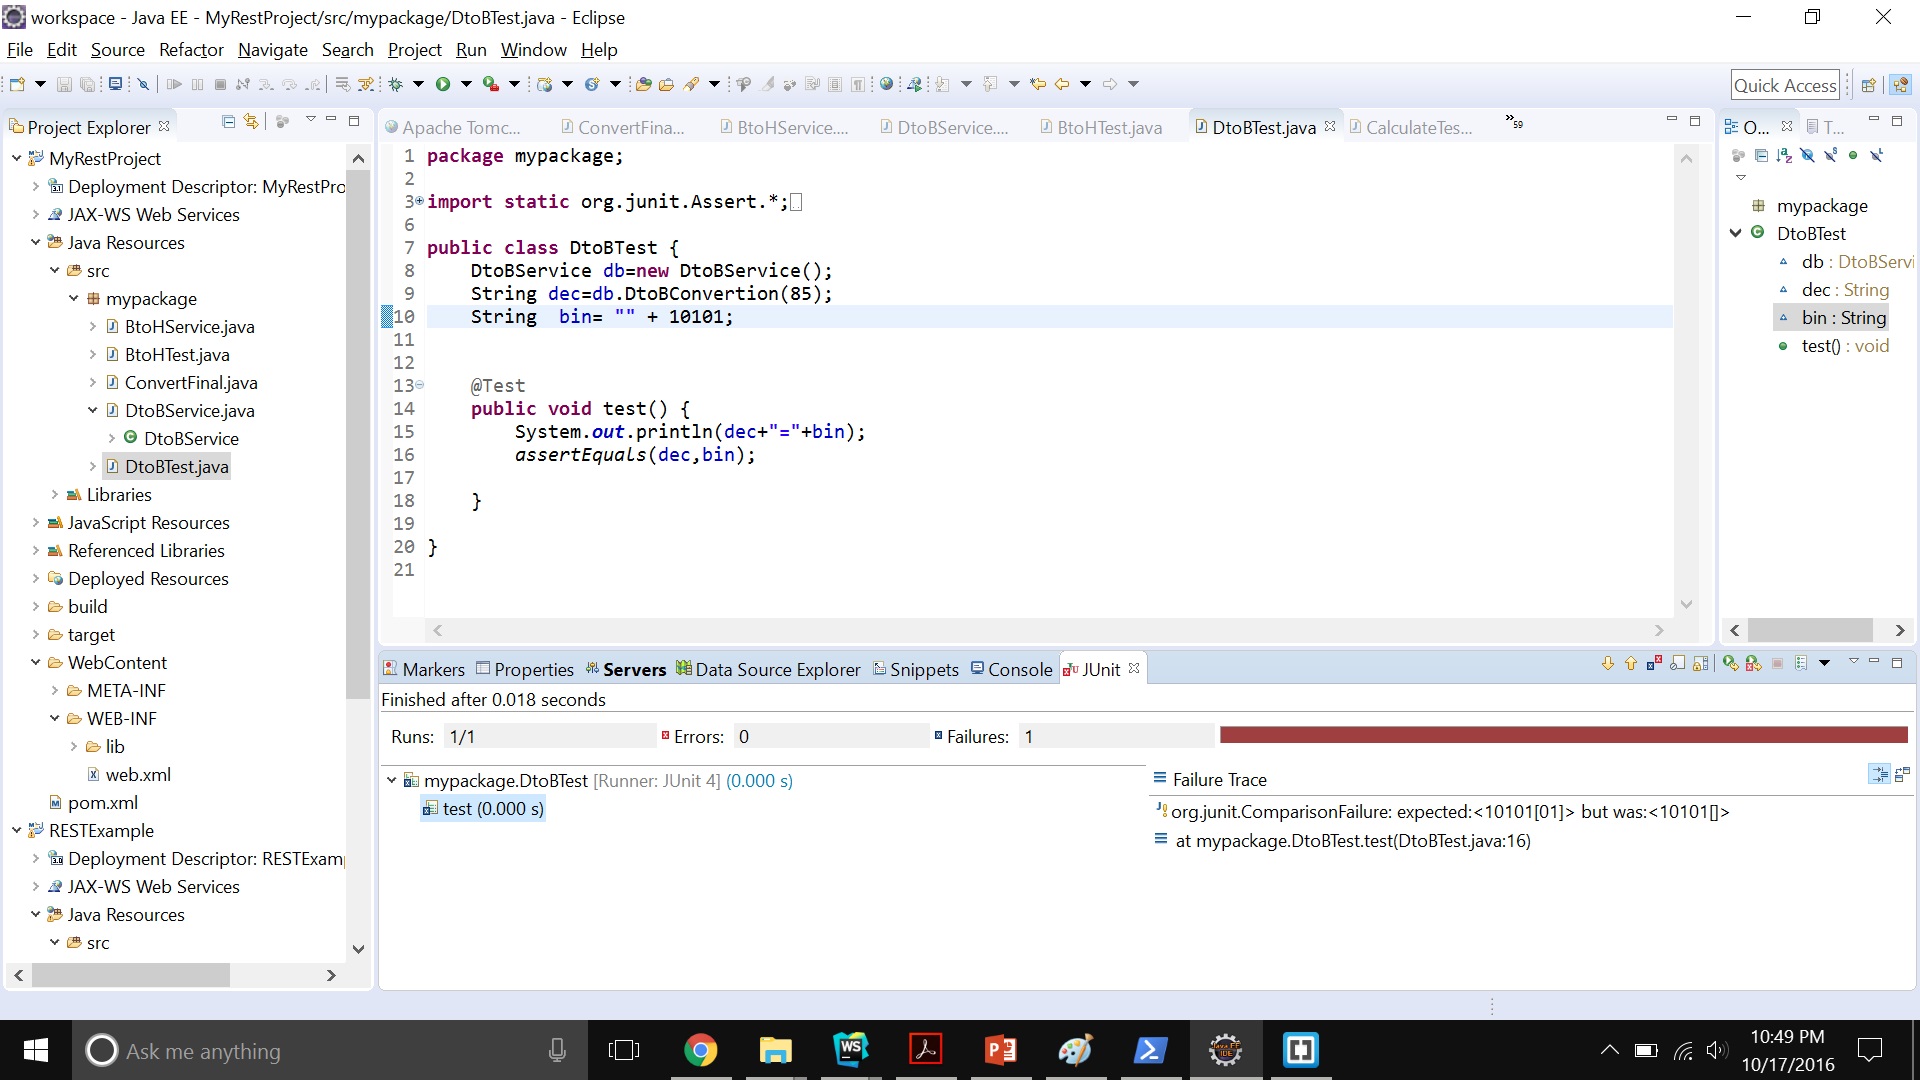 workspace - Java EE - MyRestProject/src/mypackage/DtoBTest.java - Eclipse
File Edit Source Refactor Navigate Search Project Run Window Help
Quick Access
Project Explorer
MyRestProject
Deployment Descriptor: MyRestPro
JAX-WS Web Services
Java Resources
src
mypackage
BtoHService.java
BtoHTest.java
ConvertFinal.java
DtoBService.java
DtoBService
DtoBTest.java
Libraries
JavaScript Resources
Referenced Libraries
Deployed Resources
build
target
WebContent
META-INF
WEB-INF
lib
web.xml
pom.xml
RESTExample
Deployment Descriptor: RESTExam
JAX-WS Web Services
Java Resources
src
Apache Tomc... ConvertFina... BtoHService.... DtoBService.... BtoHTest.java DtoBTest.java CalculateTes... »59
1 package mypackage;
2
3 import static org.junit.Assert.*;
6
7 public class DtoBTest {
8 DtoBService db=new DtoBService();
9 String dec=db.DtoBConvertion(85);
10 String  bin= "" + 10101;
11
12
13 @Test
14 public void test() {
15 System.out.println(dec+"="+bin);
16 assertEquals(dec,bin);
17
18 }
19
20 }
21
O... T...
mypackage
DtoBTest
db : DtoBServi
dec : String
bin : String
test() : void
Markers Properties Servers Data Source Explorer Snippets Console JUnit
Finished after 0.018 seconds
Runs: 1/1 Errors: 0 Failures: 1
mypackage.DtoBTest [Runner: JUnit 4] (0.000 s)
test (0.000 s)
Failure Trace
org.junit.ComparisonFailure: expected:<10101[01]> but was:<10101[]>
at mypackage.DtoBTest.test(DtoBTest.java:16)
Ask me anything
WS
Java EE
IDE
10:49 PM
10/17/2016